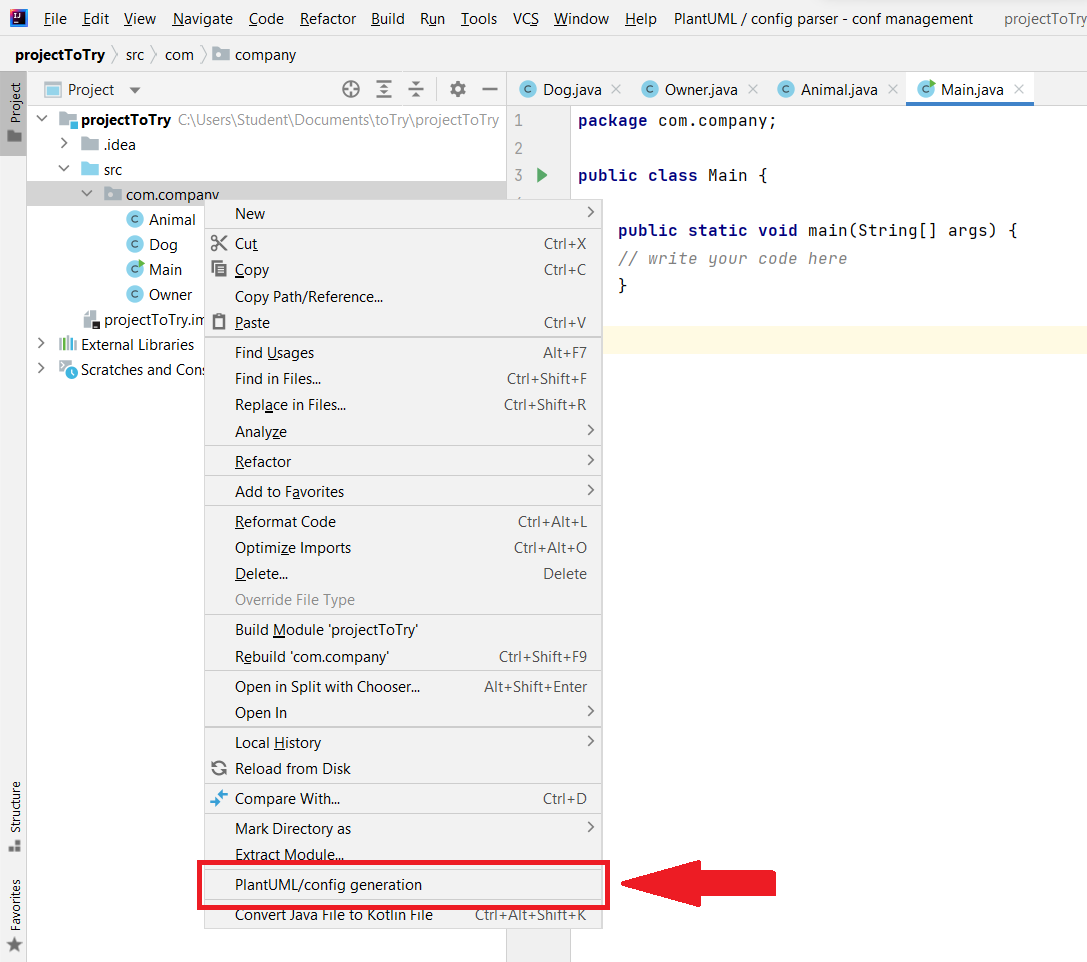 File Edit View Navigate Code Refactor Build Run Tools VCS Window Help PlantUML / config parser - conf management projectToTry
projectToTry src com company
Project
Dog.java Owner.java Animal.java Main.java
Project
projectToTry C:\Users\Student\Documents\toTry\projectToTry
.idea
src
com.company
Animal
Dog
Main
Owner
projectToTry.im
External Libraries
Scratches and Con
1 package com.company;
2
3 public class Main {
public static void main(String[] args) {
// write your code here
}
New
Cut Ctrl+X
Copy Ctrl+C
Copy Path/Reference...
Paste Ctrl+V
Find Usages Alt+F7
Find in Files... Ctrl+Shift+F
Replace in Files... Ctrl+Shift+R
Analyze
Refactor
Add to Favorites
Reformat Code Ctrl+Alt+L
Optimize Imports Ctrl+Alt+O
Delete... Delete
Override File Type
Build Module 'projectToTry'
Rebuild 'com.company' Ctrl+Shift+F9
Open in Split with Chooser... Alt+Shift+Enter
Open In
Local History
Reload from Disk
Compare With... Ctrl+D
Mark Directory as
Extract Module...
PlantUML/config generation
Convert Java File to Kotlin File Ctrl+Alt+Shift+K
Structure
Favorites